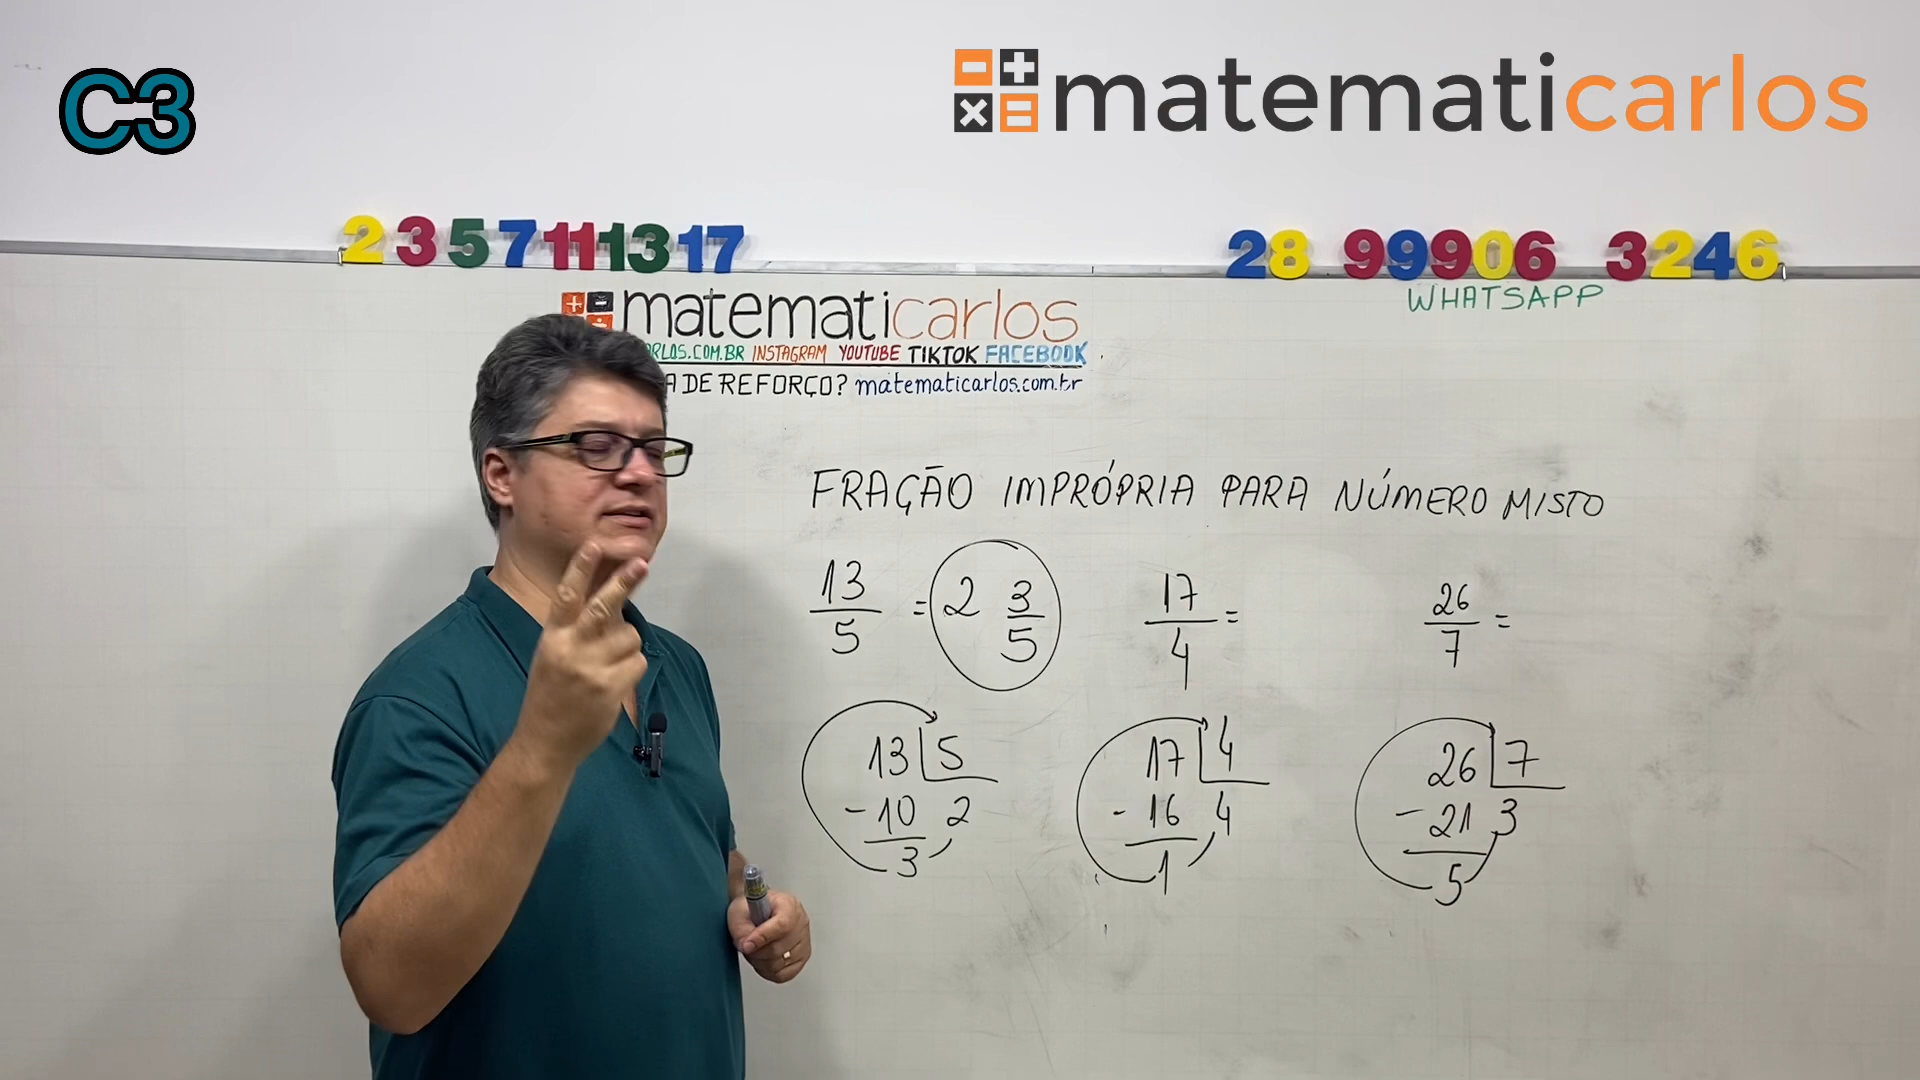 C3
matematicarlos
2 3 5 7 11 13 17
28 99906 3246
WHATSAPP
matematicarlos
RLOS.COM.BR INSTAGRAM YOUTUBE TIKTOK FACEBOOK
A DE REFORÇO? matematicarlos.com.br
FRAÇÃO IMPRÓPRIA PARA NÚMERO MISTO
13/5 = 2 3/5
17/4 =
26/7 =
13 5
-10 2
3
17 4
-16 4
1
26 7
-21 3
5